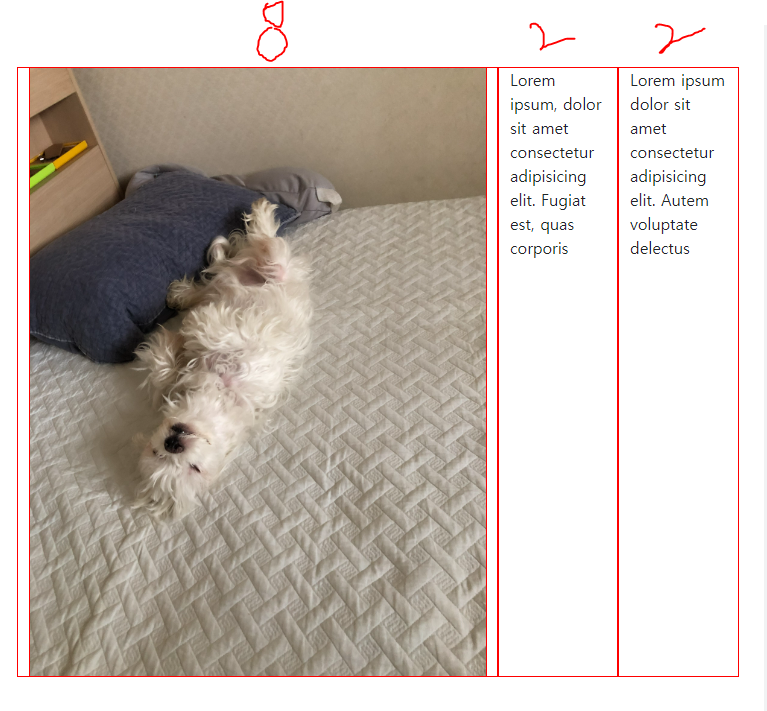 8
2
2
Lorem
ipsum, dolor
sit amet
consectetur
adipisicing
elit. Fugiat
est, quas
corporis
Lorem ipsum
dolor sit
amet
consectetur
adipisicing
elit. Autem
voluptate
delectus